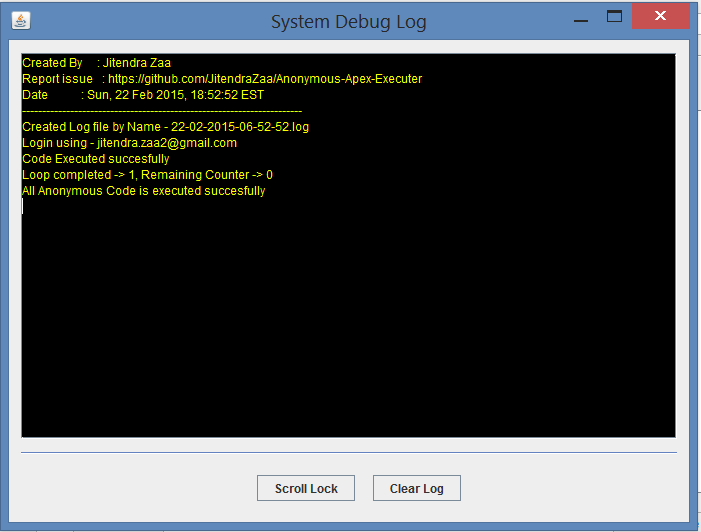 System Debug Log
Created By : Jitendra Zaa
Report issue : https://github.com/JitendraZaa/Anonymous-Apex-Executer
Date : Sun, 22 Feb 2015, 18:52:52 EST
----------------------------------------------------------------------
Created Log file by Name - 22-02-2015-06-52-52.log
Login using - jitendra.zaa2@gmail.com
Code Executed succesfully
Loop completed -> 1, Remaining Counter -> 0
All Anonymous Code is executed succesfully
Scroll Lock Clear Log